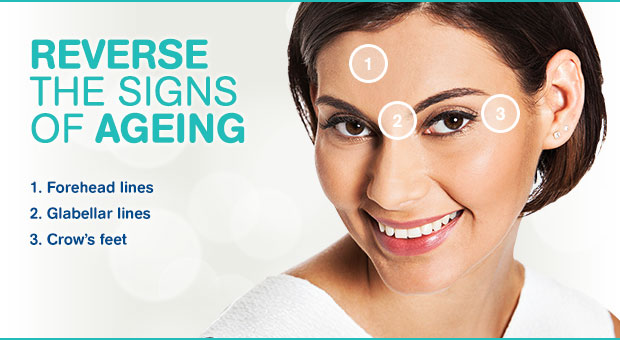 REVERSE
THE SIGNS
OF AGEING
1. Forehead lines
2. Glabellar lines
3. Crow's feet
1
2
3